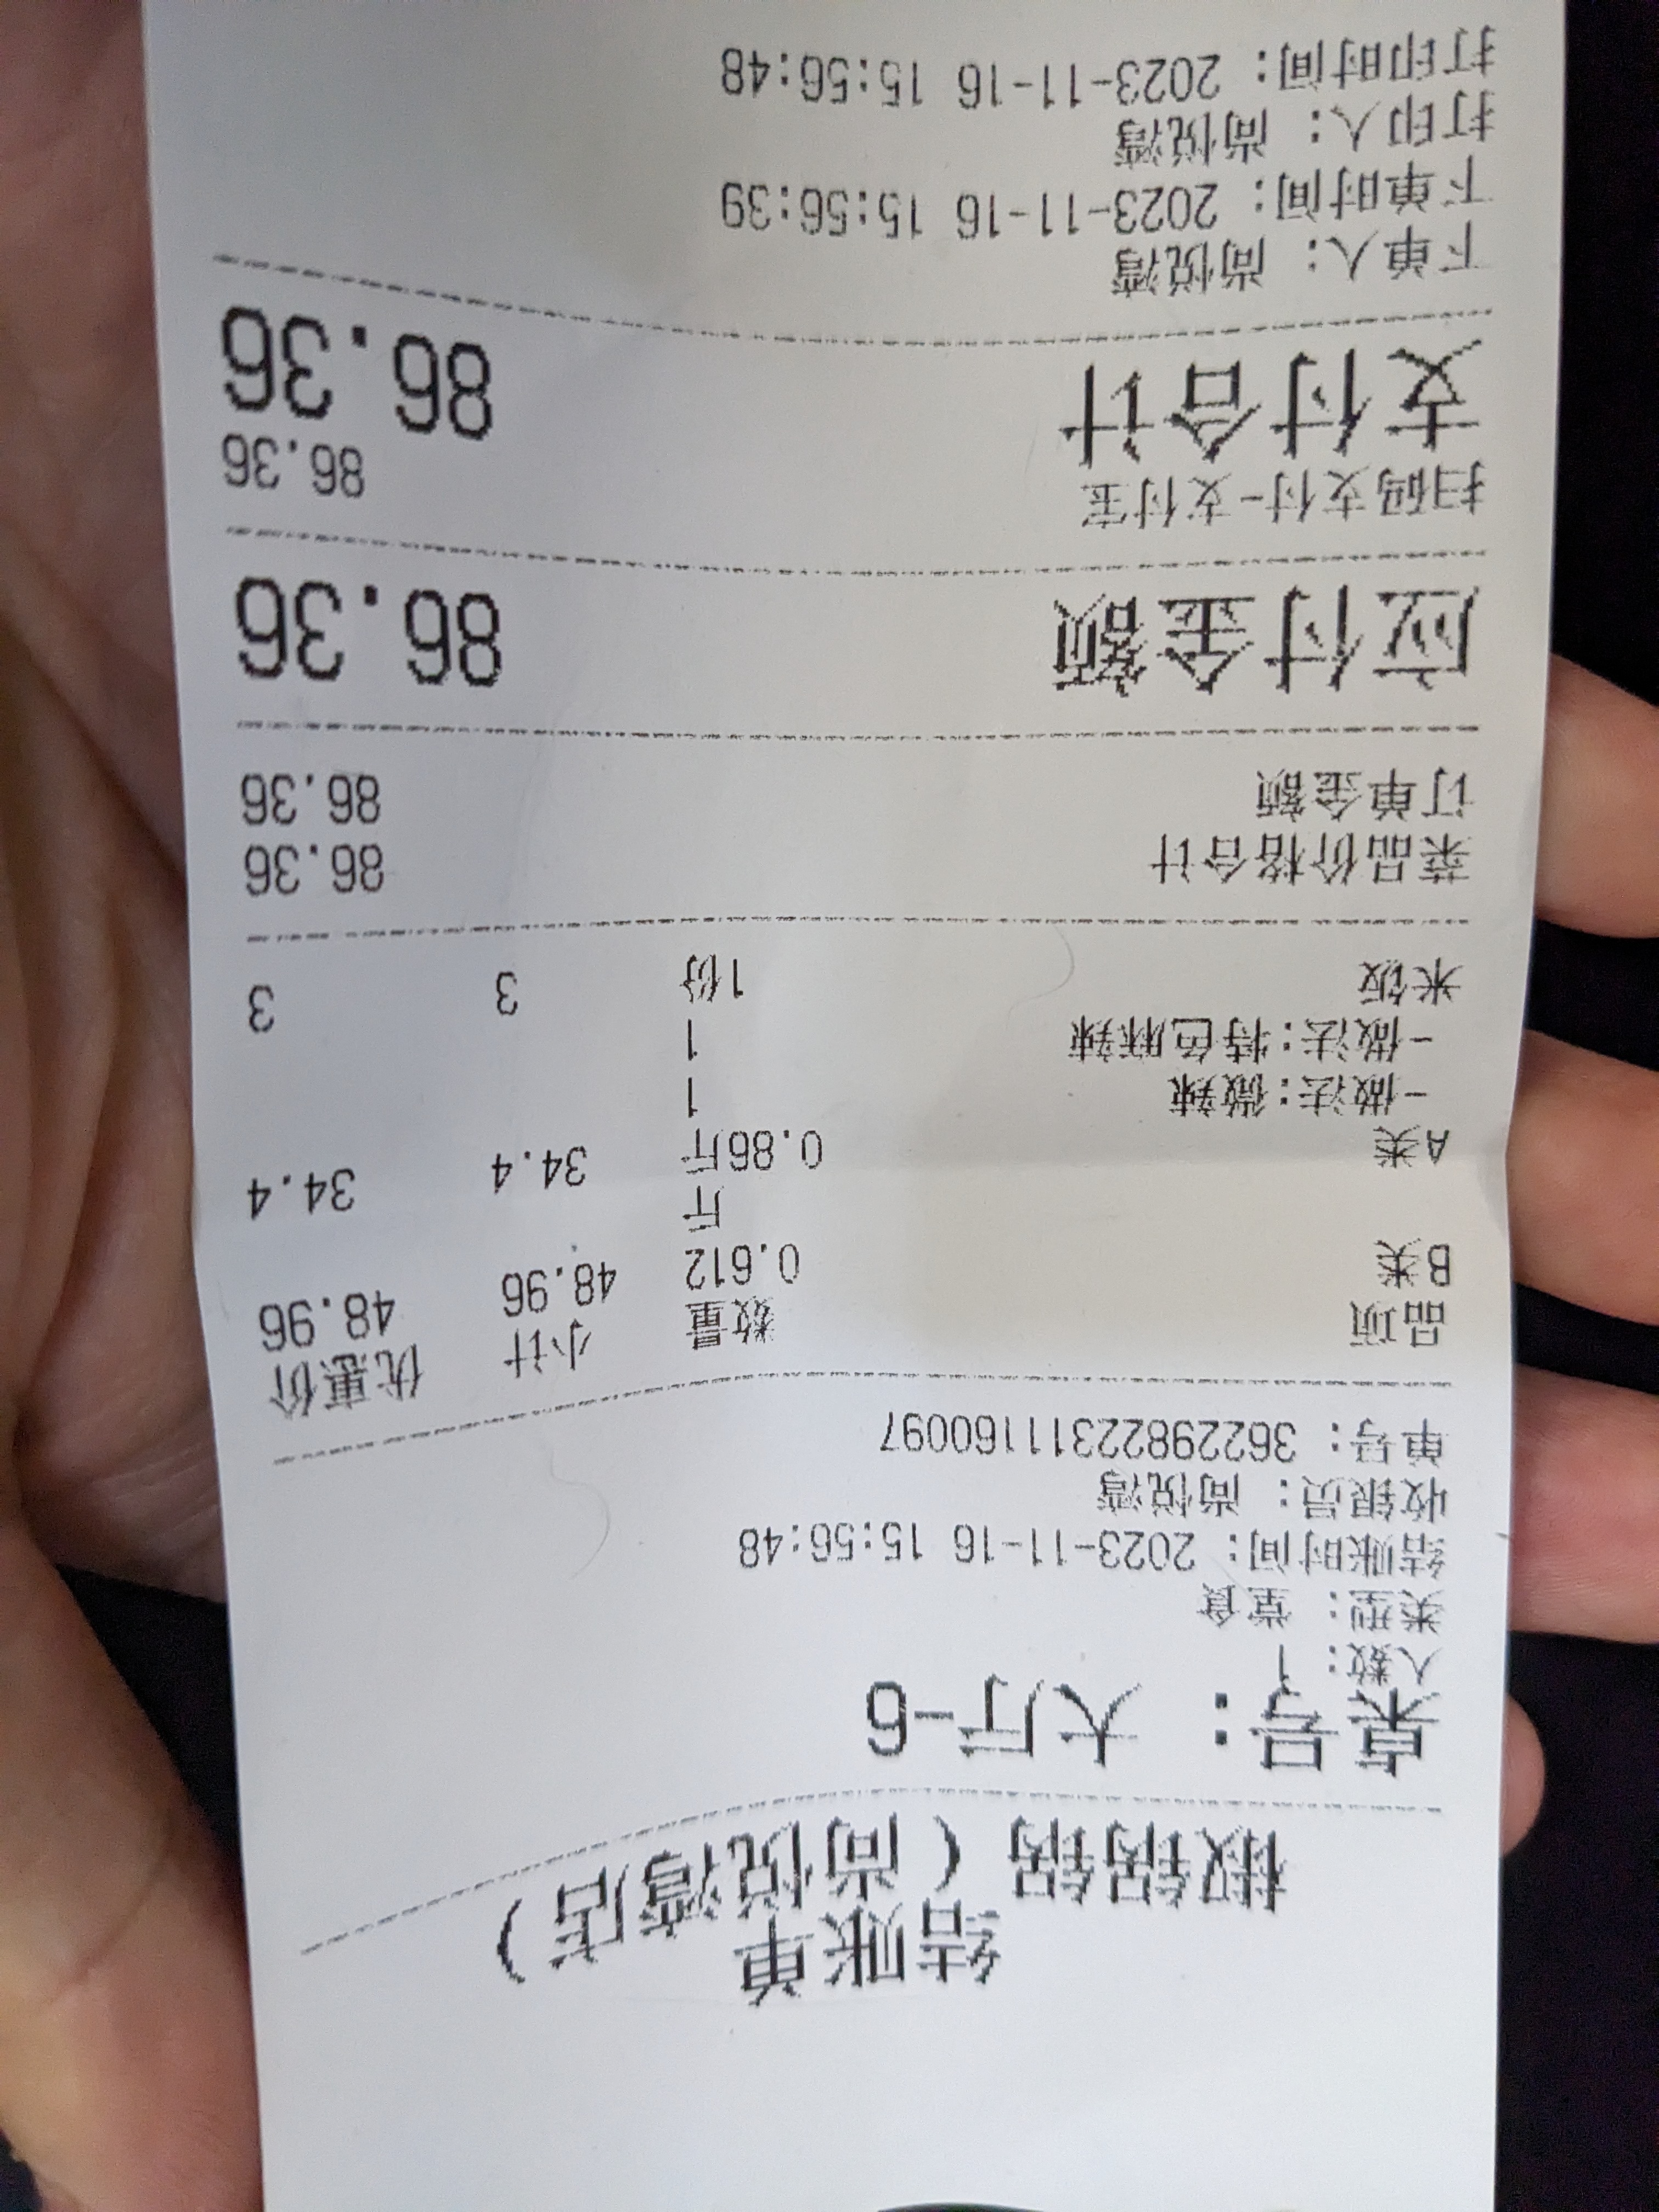 结账单
椒锅锅（尚悦湾店）
桌号：大厅-6
人数：1
类型：堂食
结账时间：2023-11-16 15:56:48
收银员：尚悦湾
单号：3622982231116​0097
品项 数量 小计 优惠价
B类 0.612斤 48.96 48.96
A类 0.86斤 34.4 34.4
-做法:微辣 1
-做法:特色麻辣 1
米饭 1份 3 3
菜品价格合计 86.36
订单金额 86.36
应付金额 86.36
扫码支付-支付宝 86.36
支付合计 86.36
下单人：尚悦湾
下单时间：2023-11-16 15:56:39
打印人：尚悦湾
打印时间：2023-11-16 15:56:48